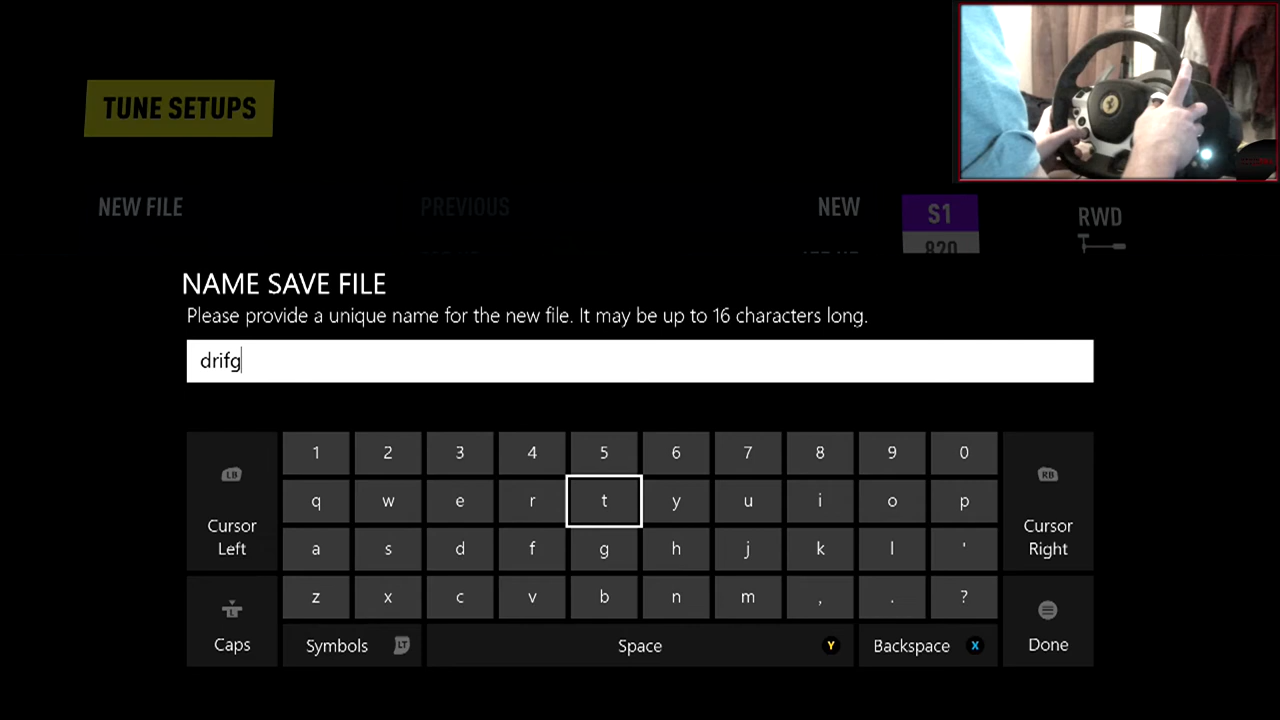 TUNE SETUPS
NEW FILE PREVIOUS NEW S1 RWD
820
NAME SAVE FILE
Please provide a unique name for the new file. It may be up to 16 characters long.
drifg
1 2 3 4 5 6 7 8 9 0
LB q w e r t y u i o p RB
Cursor Left a s d f g h j k l ' Cursor Right
z x c v b n m , . ?
Caps Symbols LT Space Y Backspace X Done